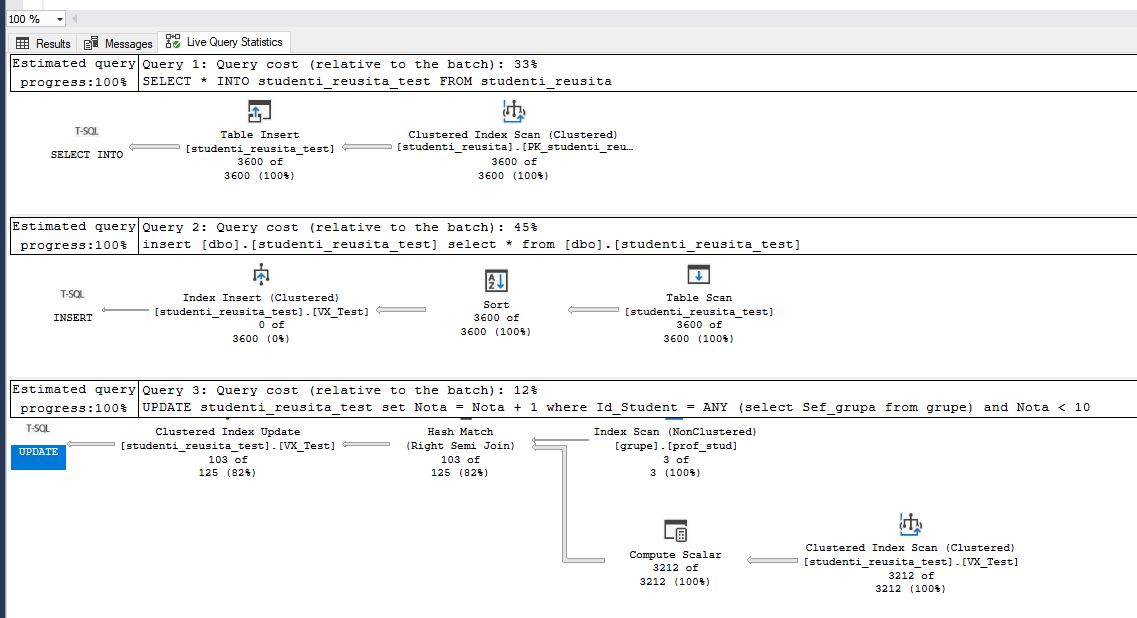 100 %
Results Messages Live Query Statistics
Estimated query progress:100%
Query 1: Query cost (relative to the batch): 33%
SELECT * INTO studenti_reusita_test FROM studenti_reusita
T-SQL
SELECT INTO
Table Insert
[studenti_reusita_test]
3600 of
3600 (100%)
Clustered Index Scan (Clustered)
[studenti_reusita].[PK_studenti_reu…
3600 of
3600 (100%)
Estimated query progress:100%
Query 2: Query cost (relative to the batch): 45%
insert [dbo].[studenti_reusita_test] select * from [dbo].[studenti_reusita_test]
T-SQL
INSERT
Index Insert (Clustered)
[studenti_reusita_test].[VX_Test]
0 of
3600 (0%)
Sort
3600 of
3600 (100%)
Table Scan
[studenti_reusita_test]
3600 of
3600 (100%)
Estimated query progress:100%
Query 3: Query cost (relative to the batch): 12%
UPDATE studenti_reusita_test set Nota = Nota + 1 where Id_Student = ANY (select Sef_grupa from grupe) and Nota < 10
T-SQL
UPDATE
Clustered Index Update
[studenti_reusita_test].[VX_Test]
103 of
125 (82%)
Hash Match
(Right Semi Join)
103 of
125 (82%)
Index Scan (NonClustered)
[grupe].[prof_stud]
3 of
3 (100%)
Compute Scalar
3212 of
3212 (100%)
Clustered Index Scan (Clustered)
[studenti_reusita_test].[VX_Test]
3212 of
3212 (100%)